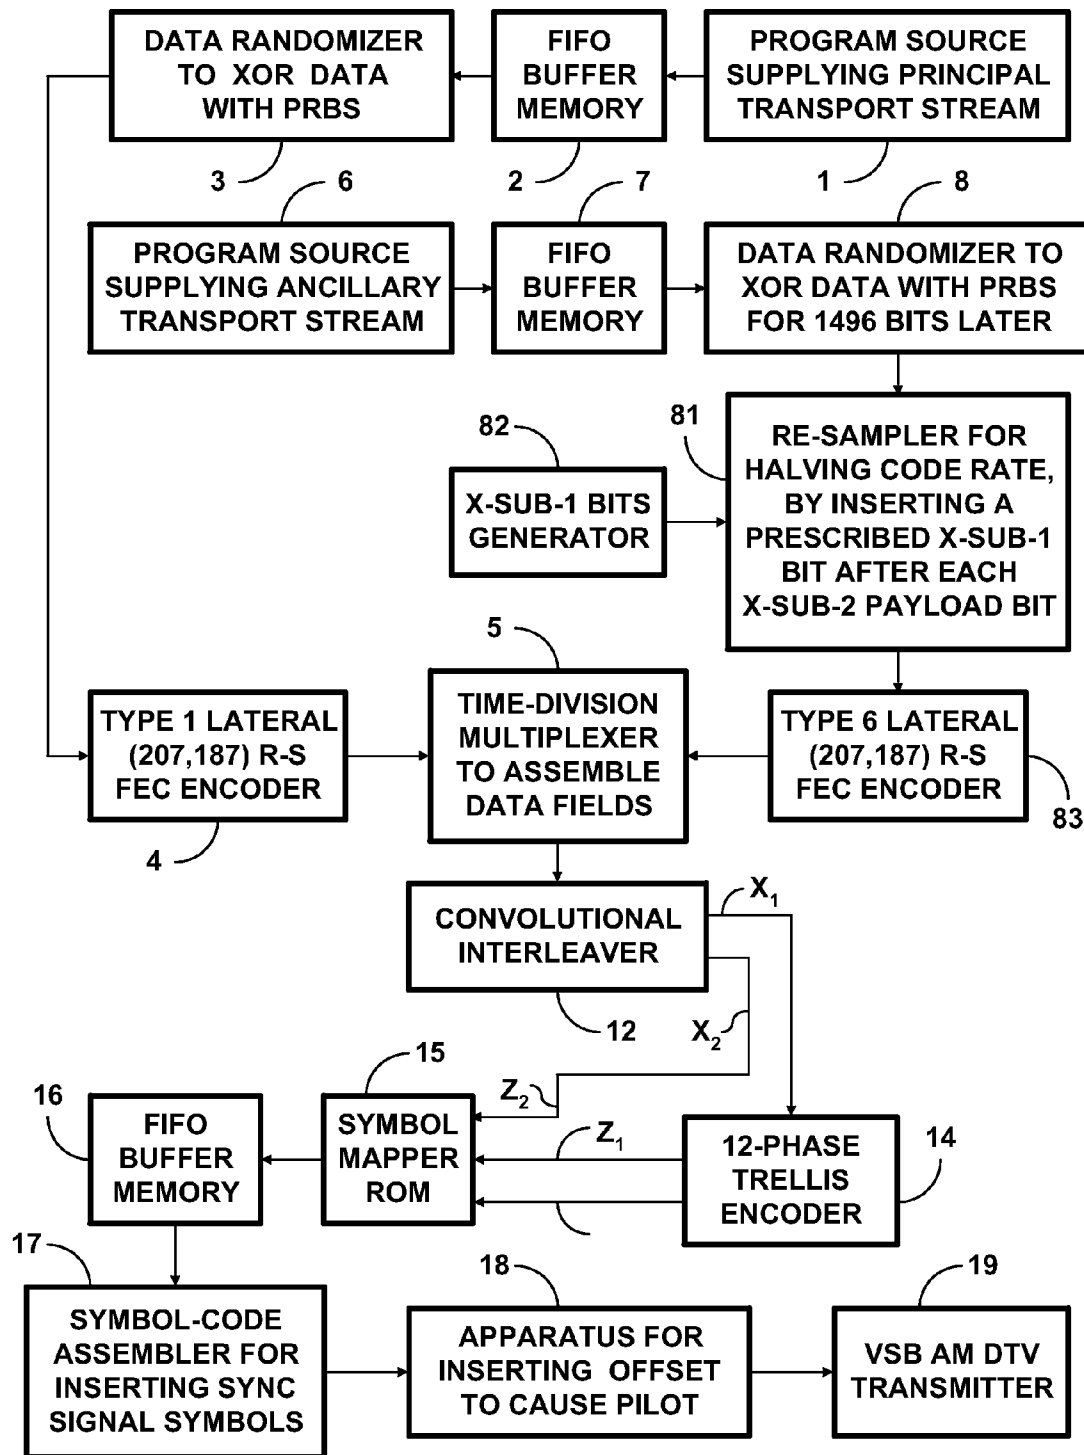 DATA RANDOMIZER
TO XOR DATA
WITH PRBS
FIFO
BUFFER
MEMORY
PROGRAM SOURCE
SUPPLYING PRINCIPAL
TRANSPORT STREAM
3
6
2
7
1
8
PROGRAM SOURCE
SUPPLYING ANCILLARY
TRANSPORT STREAM
FIFO
BUFFER
MEMORY
DATA RANDOMIZER TO
XOR DATA WITH PRBS
FOR 1496 BITS LATER
82
81
X-SUB-1 BITS
GENERATOR
RE-SAMPLER FOR
HALVING CODE RATE,
BY INSERTING A
PRESCRIBED X-SUB-1
BIT AFTER EACH
X-SUB-2 PAYLOAD BIT
5
TYPE 1 LATERAL
(207,187) R-S
FEC ENCODER
TIME-DIVISION
MULTIPLEXER
TO ASSEMBLE
DATA FIELDS
TYPE 6 LATERAL
(207,187) R-S
FEC ENCODER
4
83
CONVOLUTIONAL
INTERLEAVER
X₁
12
X₂
15
Z₂
16
FIFO
BUFFER
MEMORY
SYMBOL
MAPPER
ROM
Z₁
12-PHASE
TRELLIS
ENCODER
14
17
18
19
SYMBOL-CODE
ASSEMBLER FOR
INSERTING SYNC
SIGNAL SYMBOLS
APPARATUS FOR
INSERTING OFFSET
TO CAUSE PILOT
VSB AM DTV
TRANSMITTER